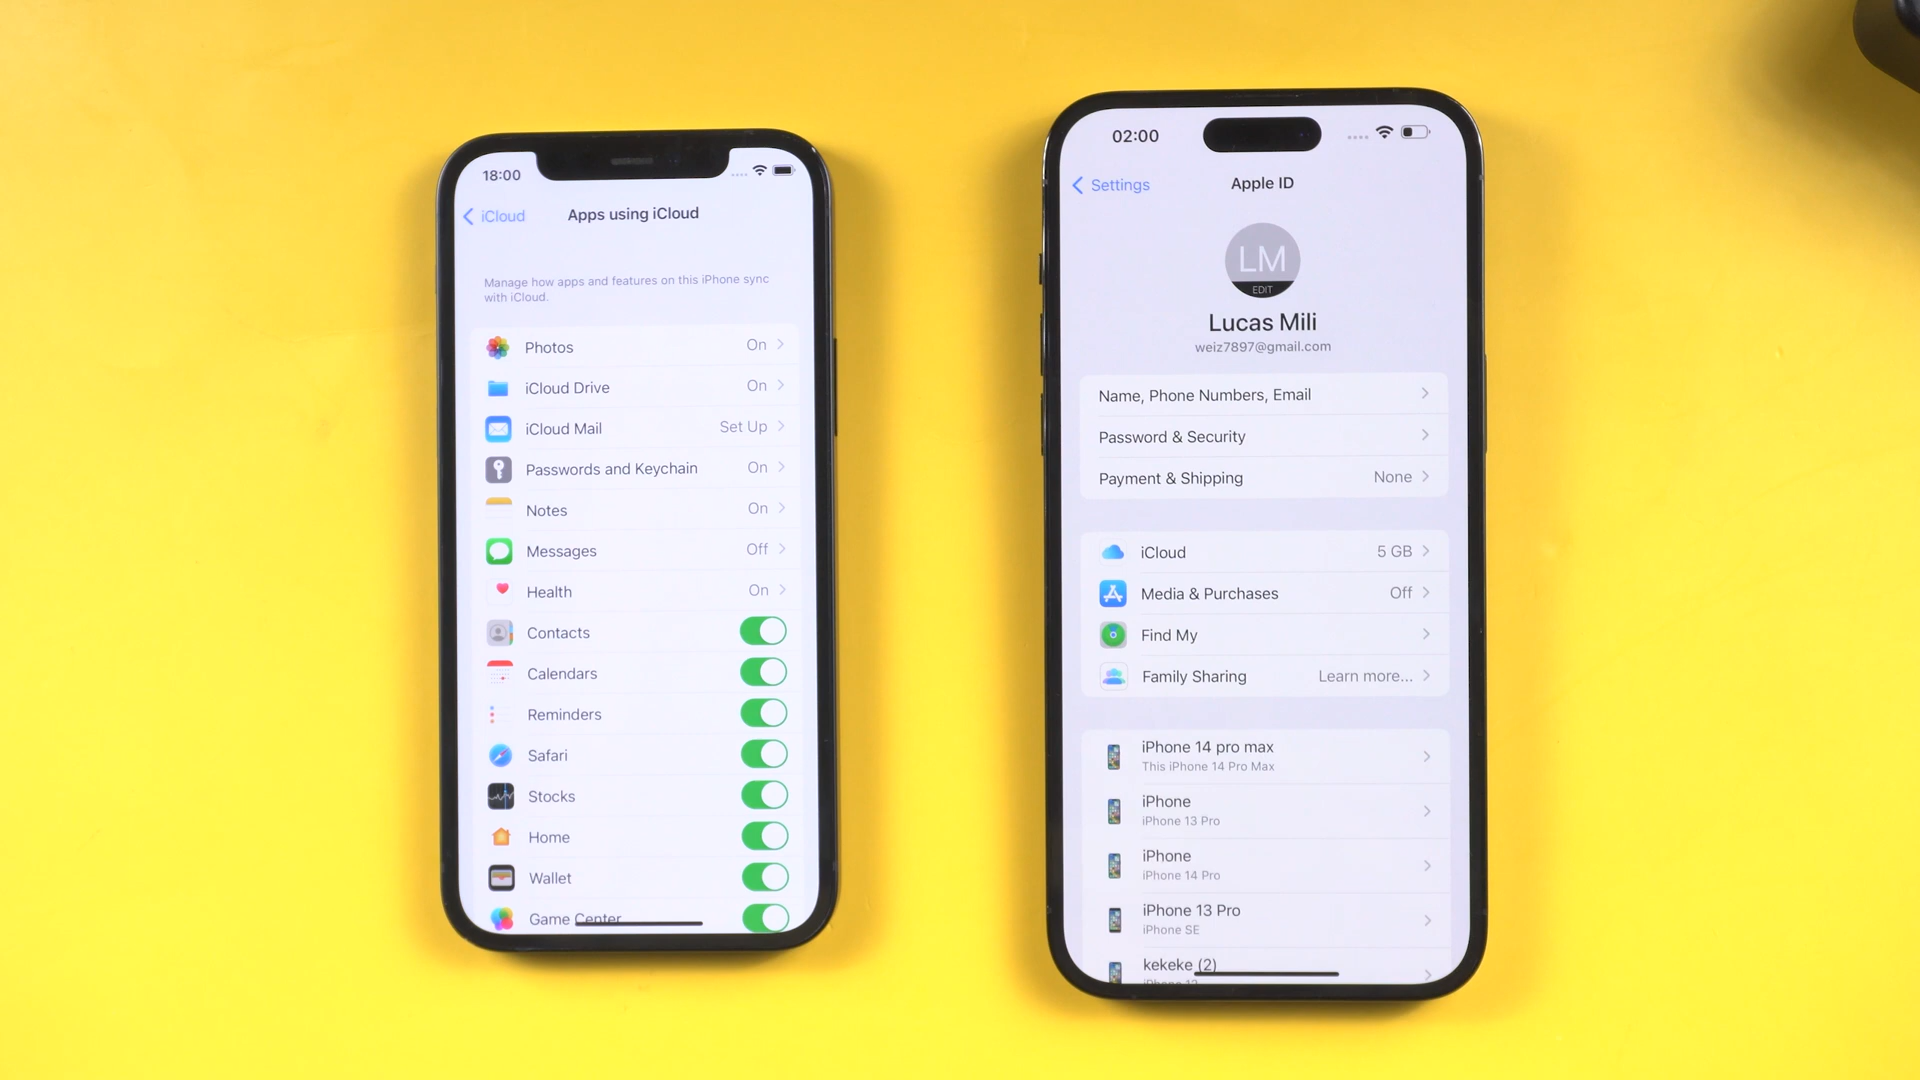 18:00
iCloud
Apps using iCloud
Manage how apps and features on this iPhone sync
with iCloud.
Photos On
iCloud Drive On
iCloud Mail Set Up
Passwords and Keychain On
Notes On
Messages Off
Health On
Contacts
Calendars
Reminders
Safari
Stocks
Home
Wallet
Game Center
02:00
Settings
Apple ID
LM
EDIT
Lucas Mili
weiz7897@gmail.com
Name, Phone Numbers, Email
Password & Security
Payment & Shipping None
iCloud 5 GB
Media & Purchases Off
Find My
Family Sharing Learn more...
iPhone 14 pro max
This iPhone 14 Pro Max
iPhone
iPhone 13 Pro
iPhone
iPhone 14 Pro
iPhone 13 Pro
iPhone SE
kekeke (2)
iPhone 12